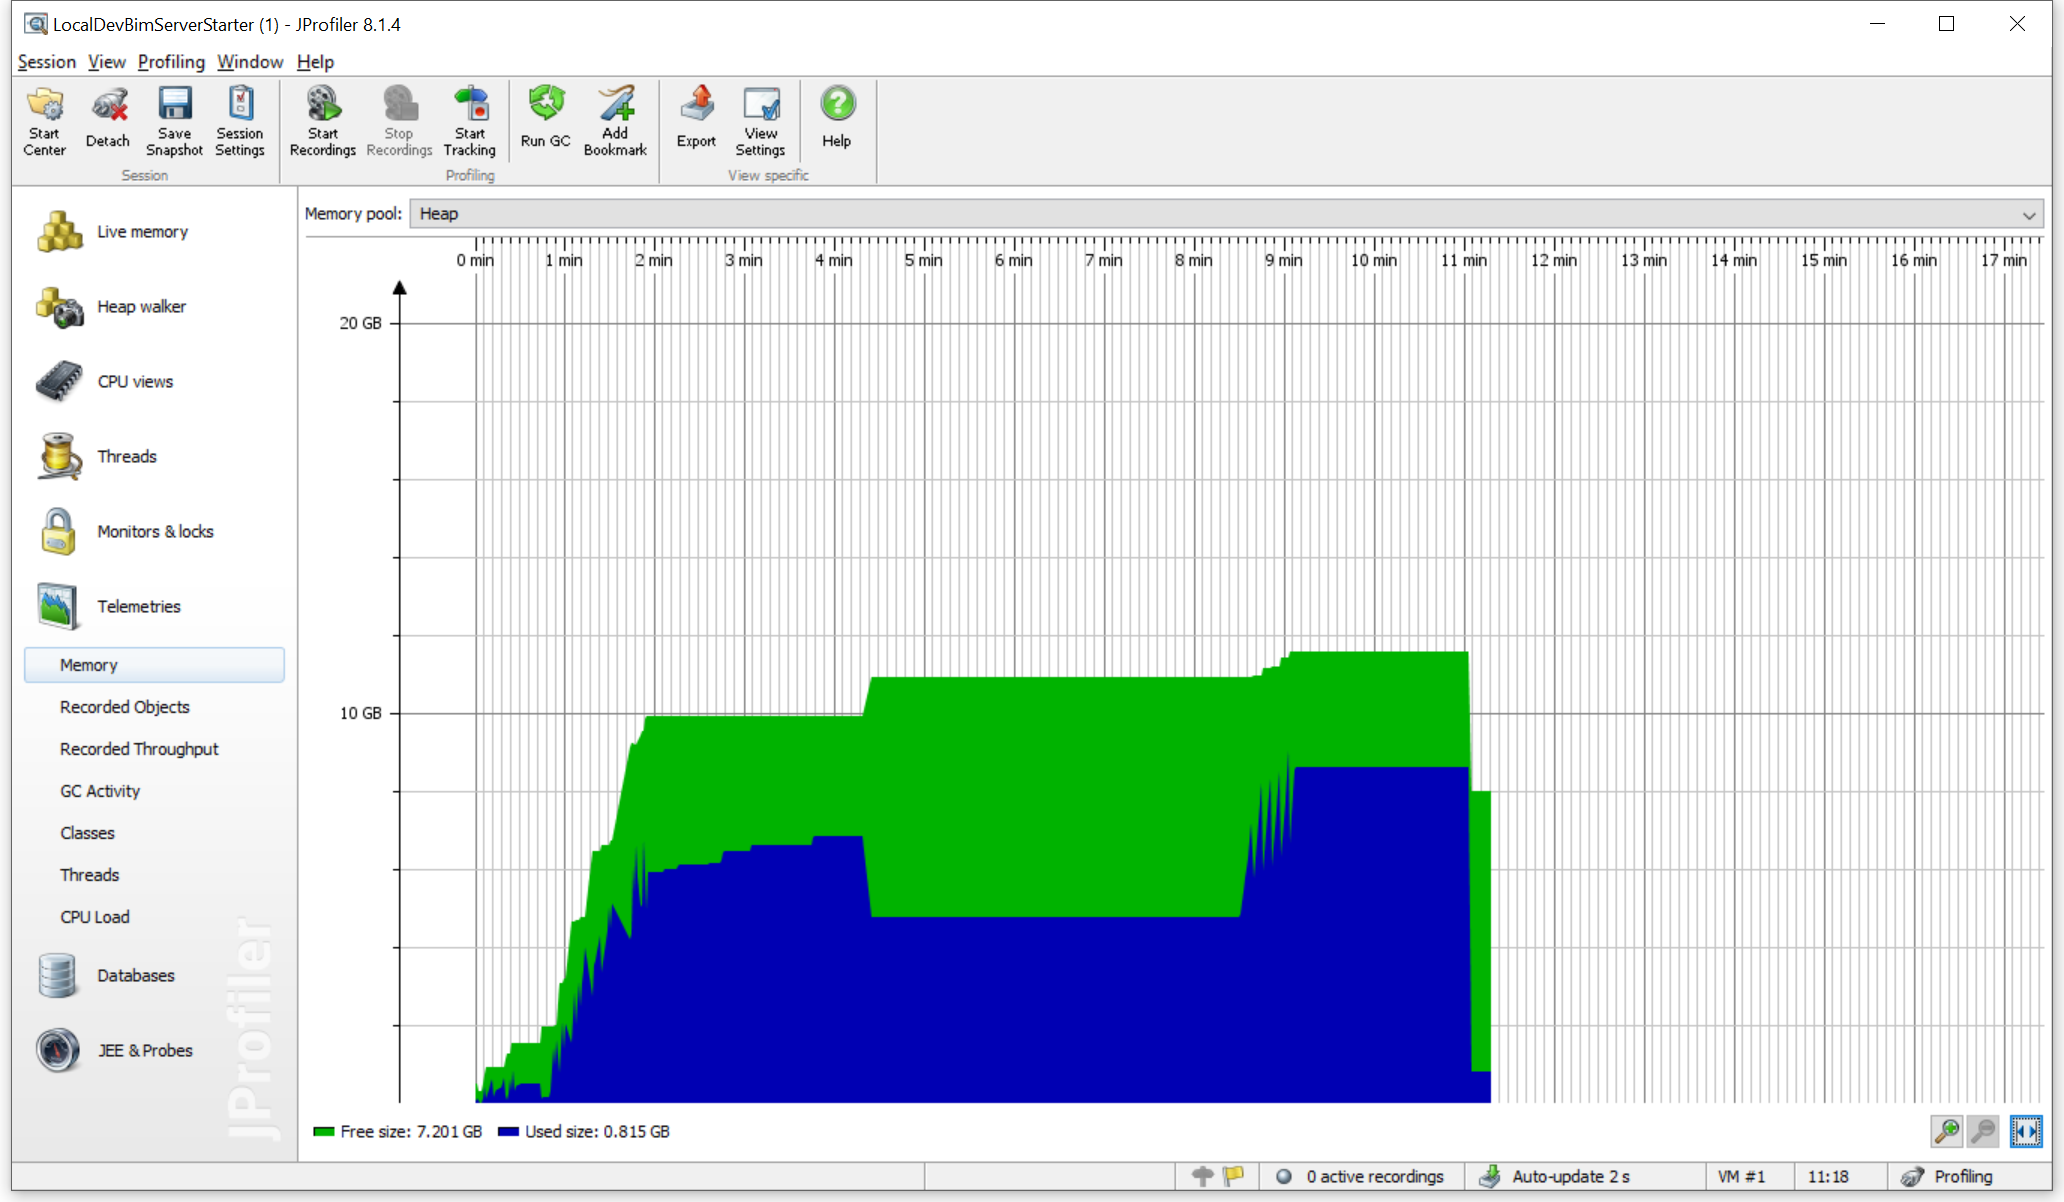 LocalDevBimServerStarter (1) - JProfiler 8.1.4
Session View Profiling Window Help
Start Center
Detach
Save Snapshot
Session Settings
Start Recordings
Stop Recordings
Start Tracking
Run GC
Add Bookmark
Export
View Settings
Help
Session
Profiling
View specific
Live memory
Heap walker
CPU views
Threads
Monitors & locks
Telemetries
Memory
Recorded Objects
Recorded Throughput
GC Activity
Classes
Threads
CPU Load
Databases
JEE & Probes
JProfiler
Memory pool: Heap
0 min 1 min 2 min 3 min 4 min 5 min 6 min 7 min 8 min 9 min 10 min 11 min 12 min 13 min 14 min 15 min 16 min 17 min
20 GB
10 GB
Free size: 7.201 GB Used size: 0.815 GB
0 active recordings Auto-update 2 s VM #1 11:18 Profiling